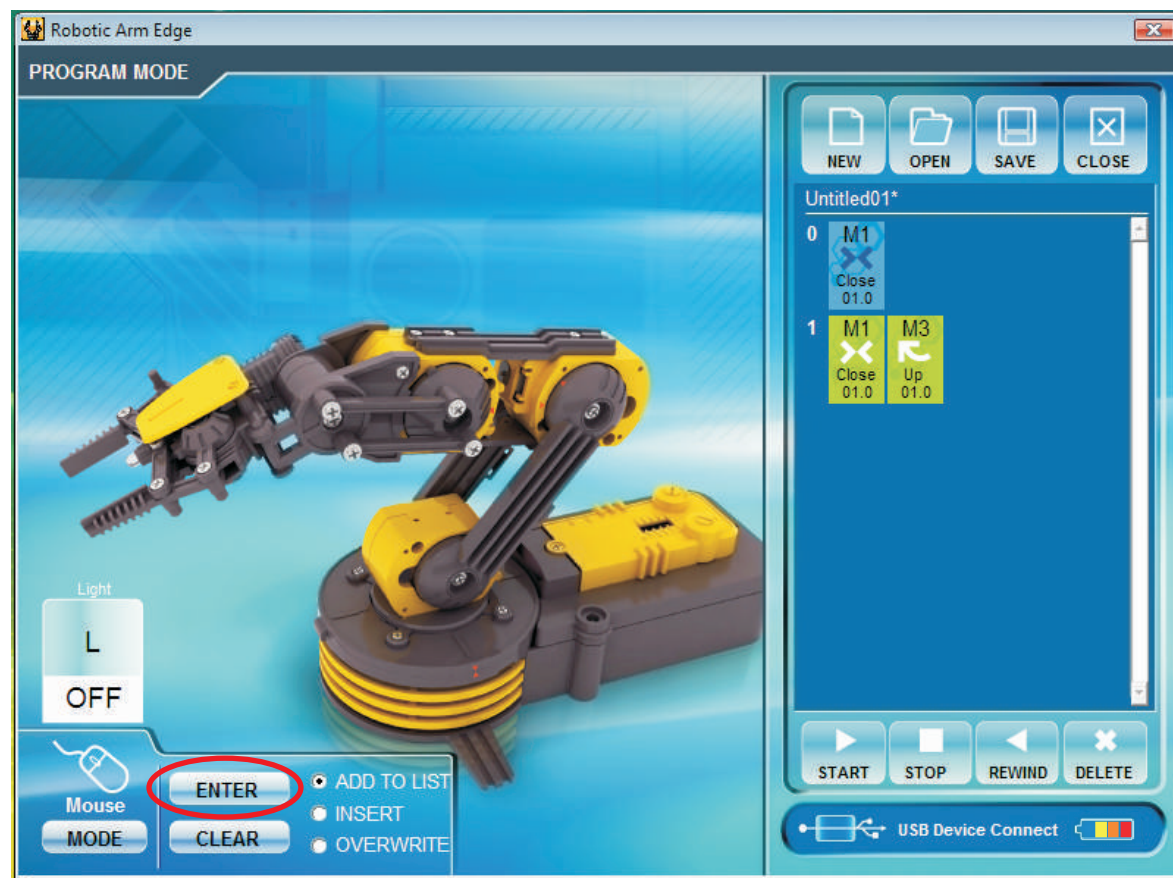 Robotic Arm Edge
PROGRAM MODE
NEW OPEN SAVE CLOSE
Untitled01*
0 M1
Close
01.0
1 M1 M3
Close Up
01.0 01.0
Light
L
OFF
Mouse
MODE
ENTER
CLEAR
ADD TO LIST
INSERT
OVERWRITE
START STOP REWIND DELETE
USB Device Connect